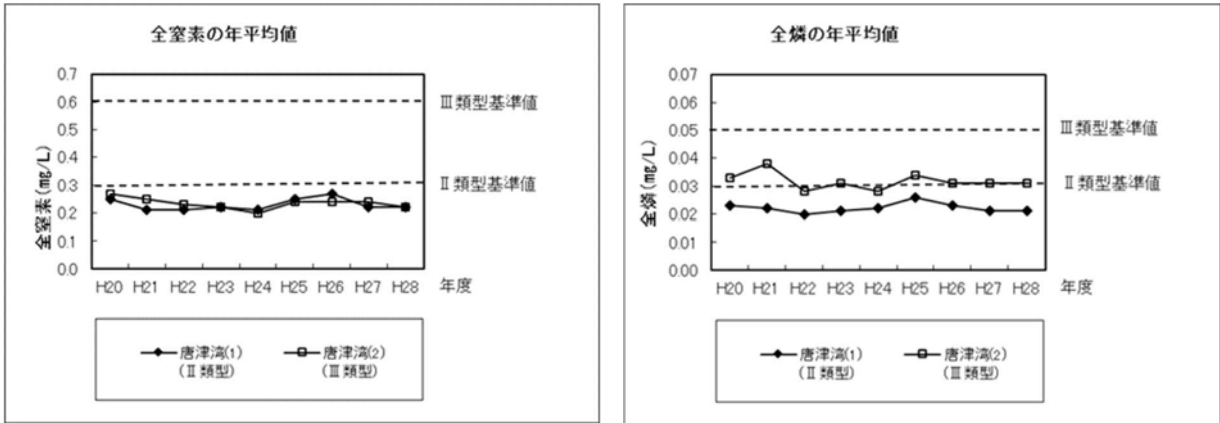 全窒素の年平均値
全窒素(mg/L)
0.7
0.6
0.5
0.4
0.3
0.2
0.1
0.0
Ⅲ類型基準値
Ⅱ類型基準値
H20 H21 H22 H23 H24 H25 H26 H27 H28 年度
唐津湾(1) 唐津湾(2)
(Ⅱ類型) (Ⅲ類型)
全燐の年平均値
全燐(mg/L)
0.07
0.06
0.05
0.04
0.03
0.02
0.01
0.00
Ⅲ類型基準値
Ⅱ類型基準値
H20 H21 H22 H23 H24 H25 H26 H27 H28 年度
唐津湾(1) 唐津湾(2)
(Ⅱ類型) (Ⅲ類型)